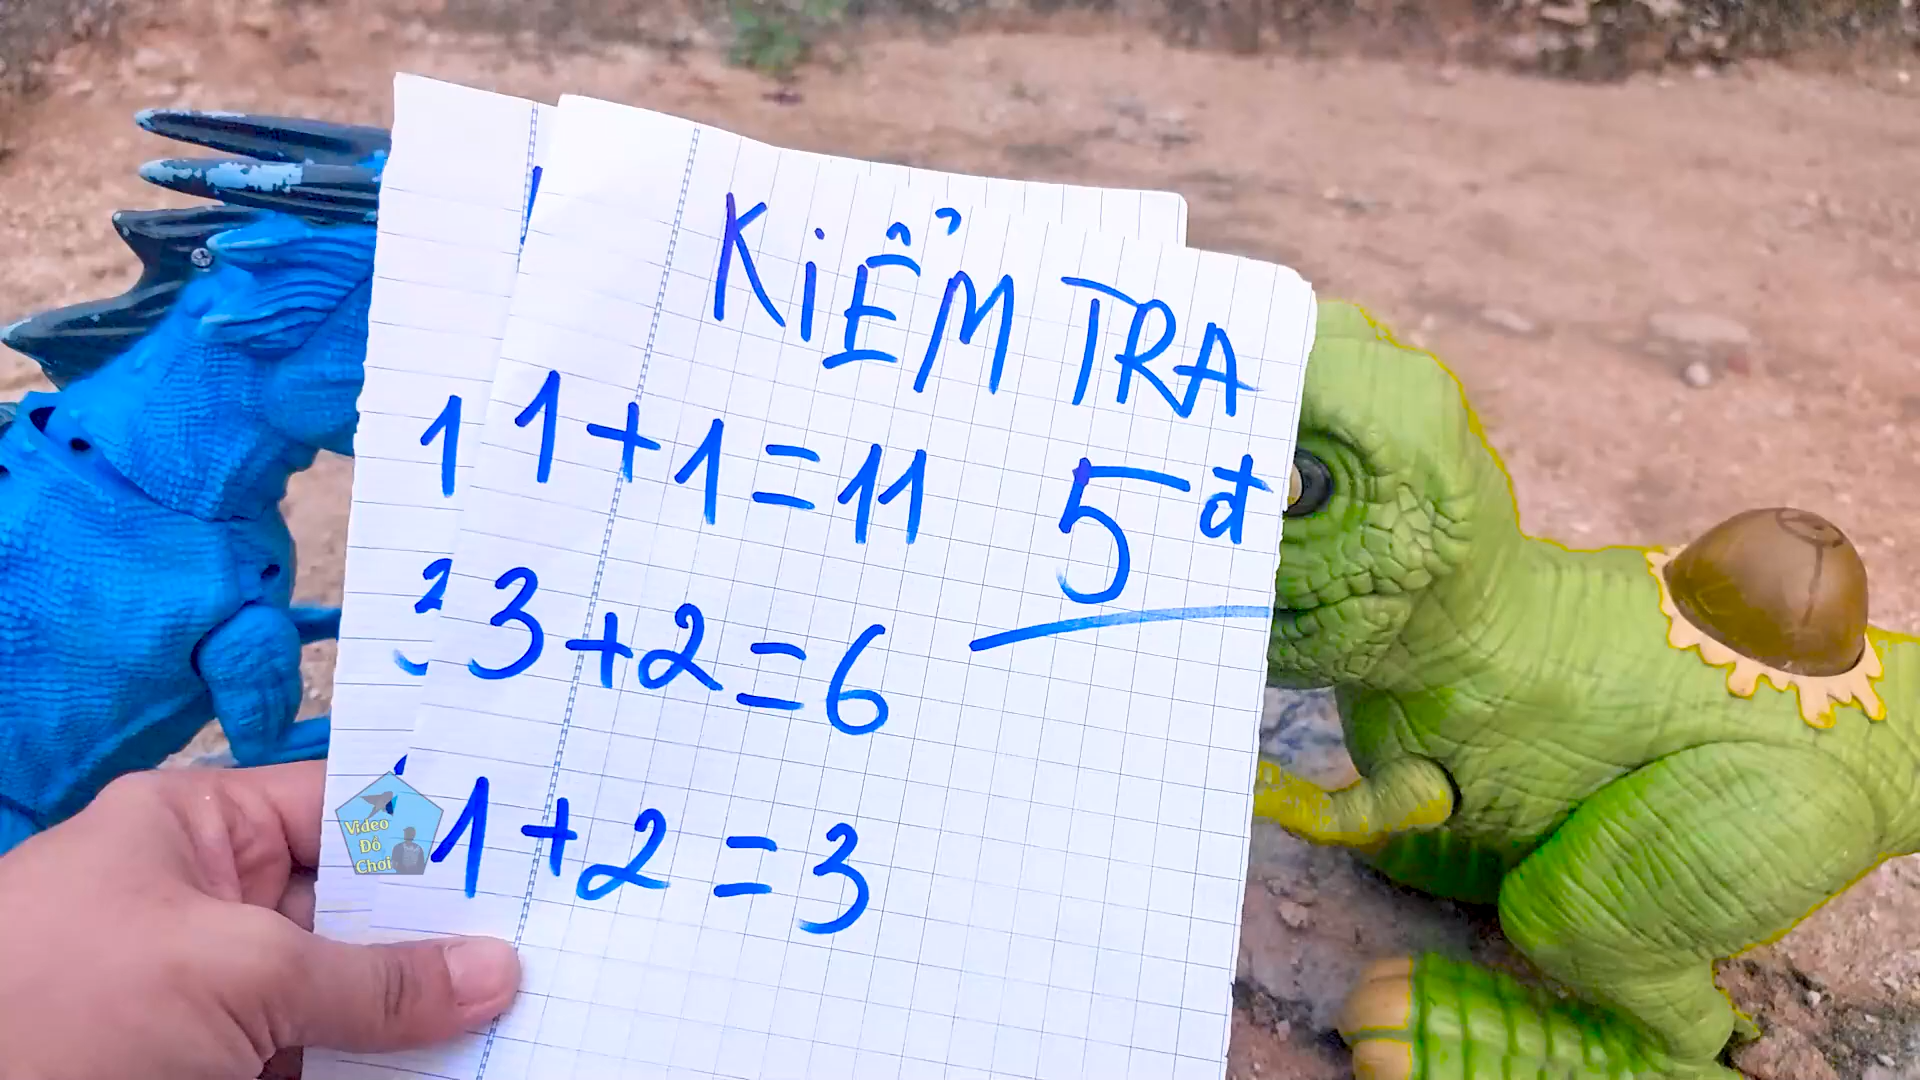 KiỂM TRA
1+1=11
5đ
3+2=6
1+2=3
Video
Đồ
Chơi